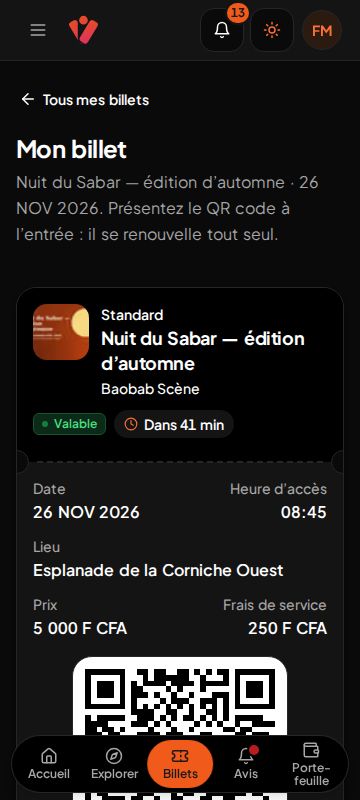 13
FM
Tous mes billets
Mon billet
Nuit du Sabar — édition d’automne · 26
NOV 2026. Présentez le QR code à
l’entrée : il se renouvelle tout seul.
Standard
Nuit du Sabar — édition
d’automne
Baobab Scène
Valable
Dans 41 min
Date
Heure d’accès
26 NOV 2026
08:45
Lieu
Esplanade de la Corniche Ouest
Prix
Frais de service
5 000 F CFA
250 F CFA
Accueil
Explorer
Billets
Avis
Porte-
feuille